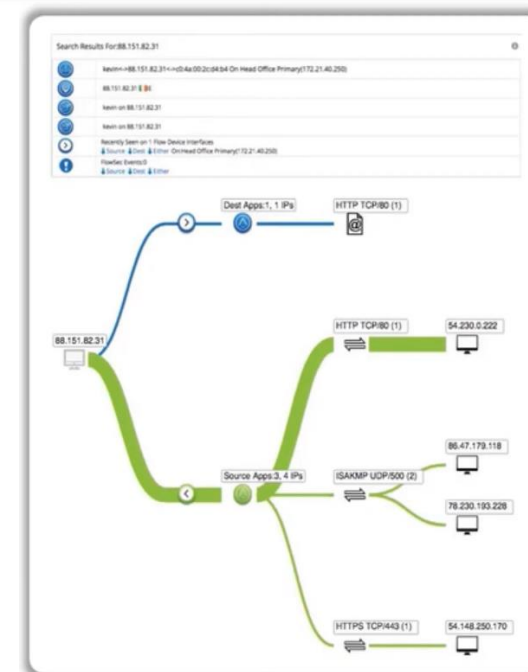 Search Results For:88.151.82.31
kevin<->88.151.82.31<->c0:4a:00:2c:d4:b4 On Head Office Primary(172.21.40.250)
88.151.82.31
kevin on 88.151.82.31
kevin on 88.151.82.31
Recently Seen on 1 Flow Device Interfaces
Source Dest Either On:Head Office Primary(172.21.40.250)
FlowSec Events:0
Source Dest Either
Dest Apps:1, 1 IPs
HTTP TCP/80 (1)
88.151.82.31
HTTP TCP/80 (1)
54.230.0.222
Source Apps:3, 4 IPs
ISAKMP UDP/500 (2)
86.47.179.118
78.230.193.228
HTTPS TCP/443 (1)
54.148.250.170